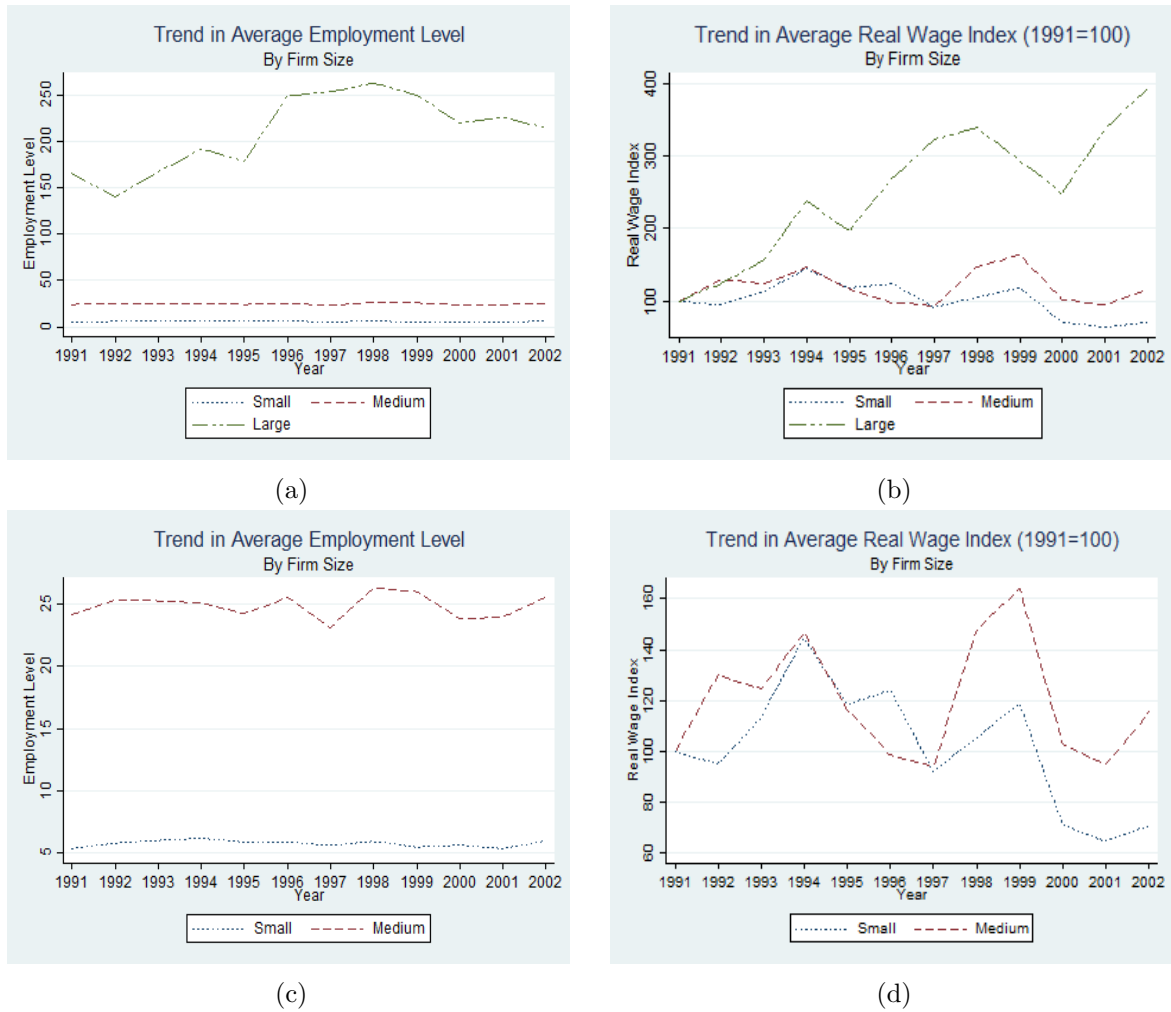 Trend in Average Employment Level
By Firm Size
Employment Level
250
200
150
100
50
0
1991 1992 1993 1994 1995 1996 1997 1998 1999 2000 2001 2002
Year
Small Medium
Large
(a)
Trend in Average Real Wage Index (1991=100)
By Firm Size
Real Wage Index
400
300
200
100
1991 1992 1993 1994 1995 1996 1997 1998 1999 2000 2001 2002
Year
Small Medium
Large
(b)
Trend in Average Employment Level
By Firm Size
Employment Level
25
20
15
10
5
1991 1992 1993 1994 1995 1996 1997 1998 1999 2000 2001 2002
Year
Small Medium
(c)
Trend in Average Real Wage Index (1991=100)
By Firm Size
Real Wage Index
160
140
120
100
80
60
1991 1992 1993 1994 1995 1996 1997 1998 1999 2000 2001 2002
Year
Small Medium
(d)